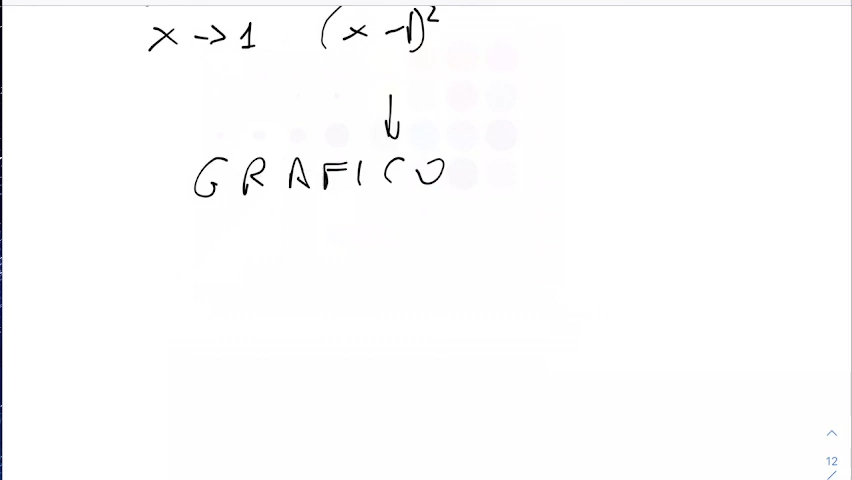 x → 1 (x-1)²
↓
GRAFICO
12